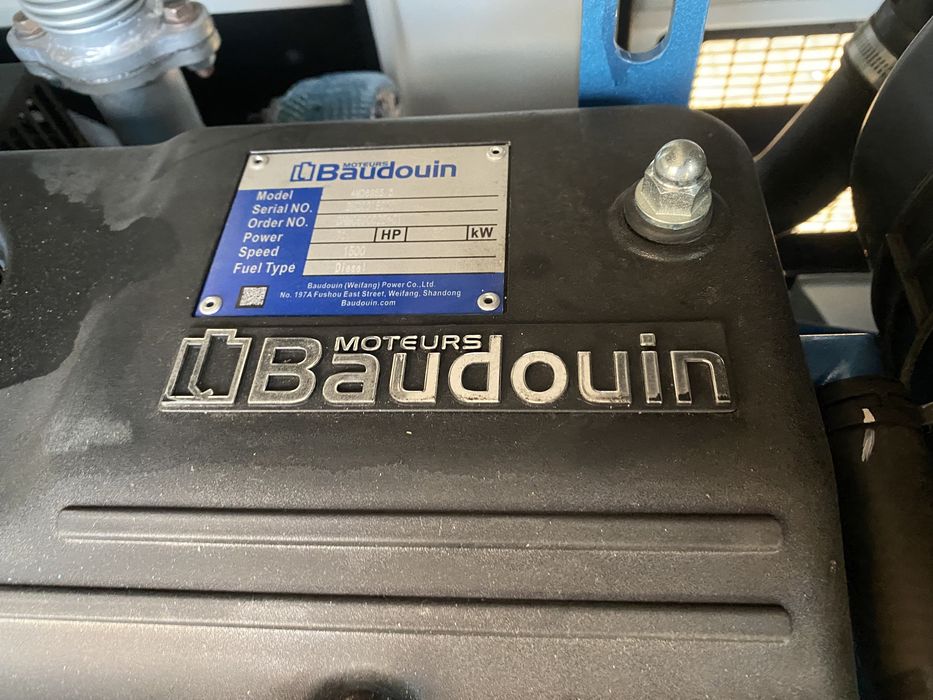 MOTEURS
Baudouin
Model
Serial NO.
Order NO.
Power HP kW
Speed 1500
Fuel Type Diesel
Baudouin (Weifang) Power Co.,Ltd.
No. 197A Fushou East Street, Weifang, Shandong
Baudouin.com
MOTEURS
Baudouin